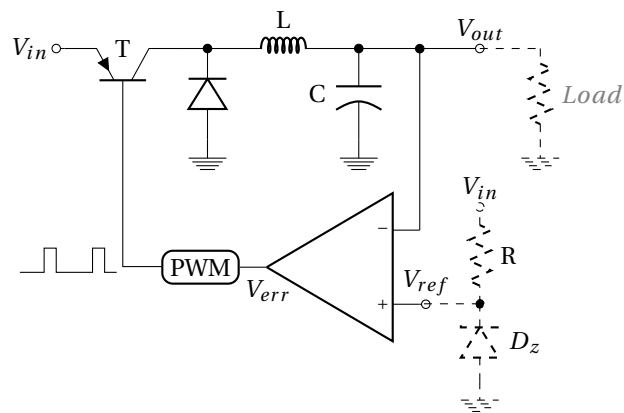 L
V_in
T
V_out
C
Load
V_in
−
R
PWM
V_err
V_ref
+
D_z